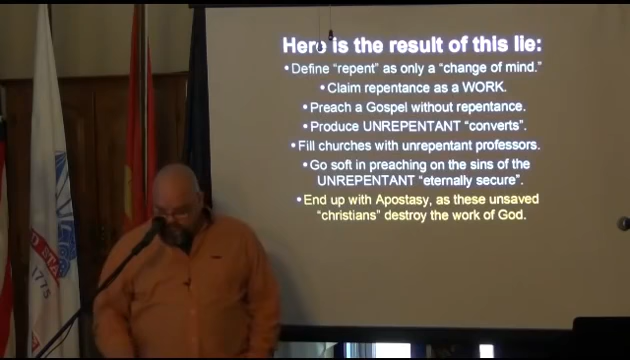 Here is the result of this lie:
• Define “repent” as only a “change of mind.”
• Claim repentance as a WORK.
• Preach a Gospel without repentance.
• Produce UNREPENTANT “converts”.
• Fill churches with unrepentant professors.
• Go soft in preaching on the sins of the
UNREPENTANT “eternally secure”.
• End up with Apostasy, as these unsaved
“christians” destroy the work of God.
1775